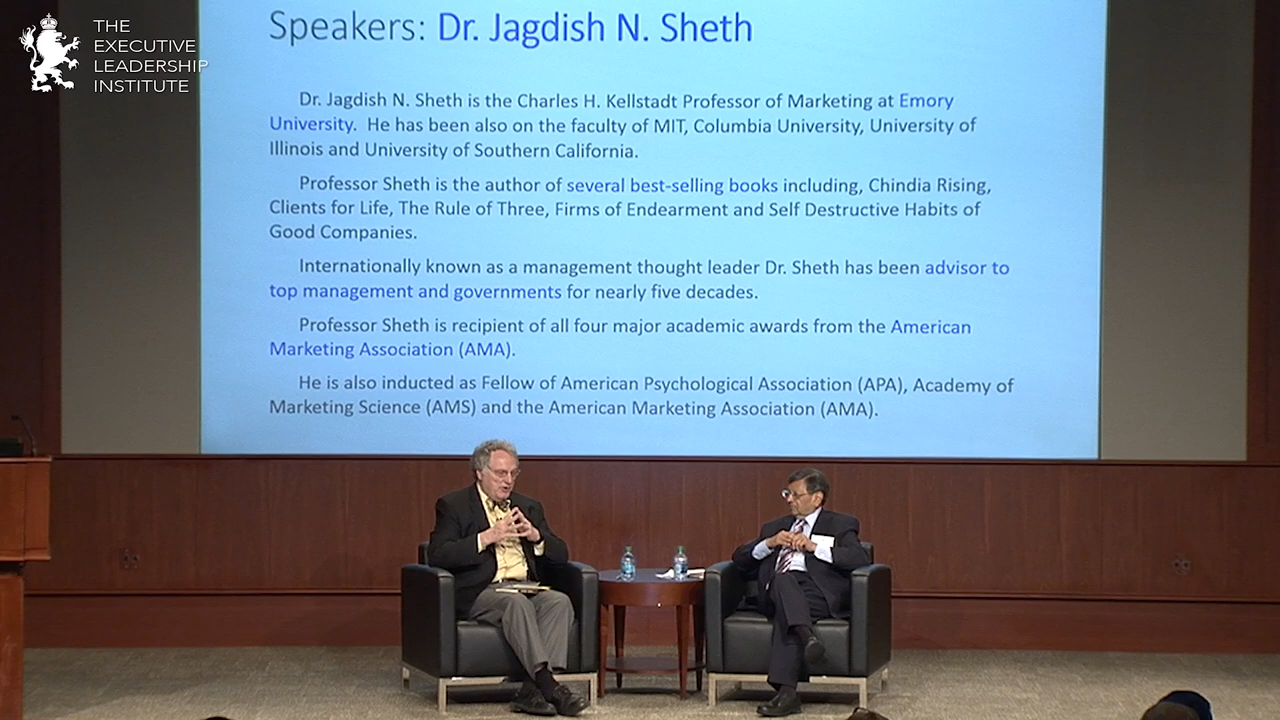 THE
EXECUTIVE
LEADERSHIP
INSTITUTE
Speakers: Dr. Jagdish N. Sheth
Dr. Jagdish N. Sheth is the Charles H. Kellstadt Professor of Marketing at Emory
University. He has been also on the faculty of MIT, Columbia University, University of
Illinois and University of Southern California.
Professor Sheth is the author of several best-selling books including, Chindia Rising,
Clients for Life, The Rule of Three, Firms of Endearment and Self Destructive Habits of
Good Companies.
Internationally known as a management thought leader Dr. Sheth has been advisor to
top management and governments for nearly five decades.
Professor Sheth is recipient of all four major academic awards from the American
Marketing Association (AMA).
He is also inducted as Fellow of American Psychological Association (APA), Academy of
Marketing Science (AMS) and the American Marketing Association (AMA).